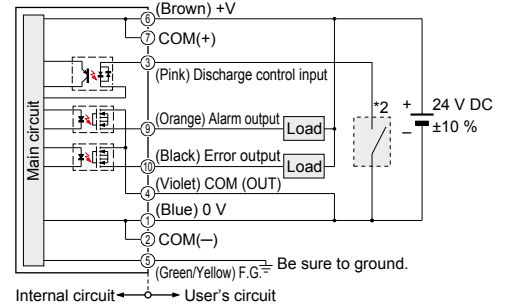 (Brown) +V
6
7 COM(+)
3
(Pink) Discharge control input
*2
+ 24 V DC
– ±10 %
Main circuit
(Orange) Alarm output
9
Load
(Black) Error output
10
Load
(Violet) COM (OUT)
4
(Blue) 0 V
1
2 COM(−)
5
(Green/Yellow) F.G.
Be sure to ground.
Internal circuit
User's circuit